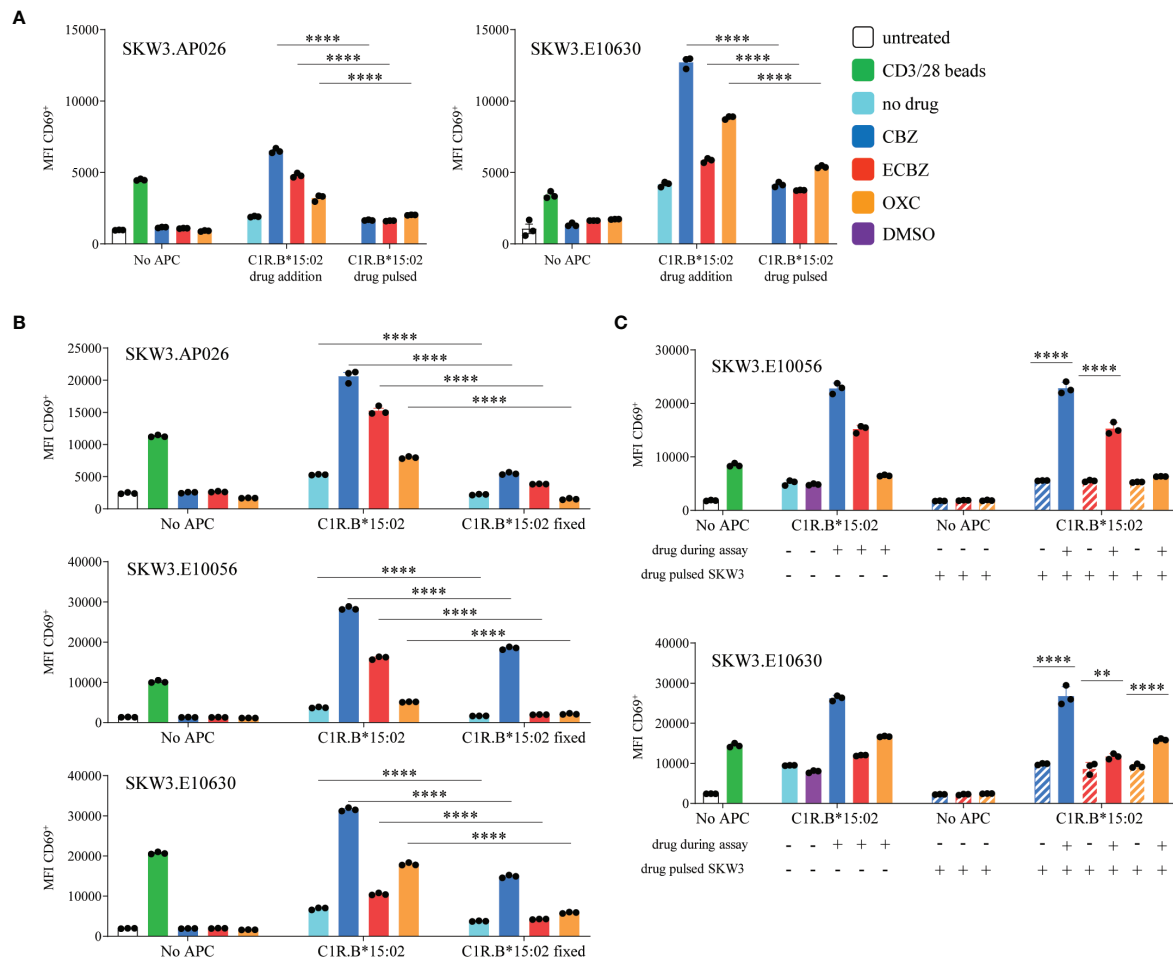 A
SKW3.AP026
MFI CD69+
15000
10000
5000
0
****
****
****
No APC
C1R.B*15:02
drug addition
C1R.B*15:02
drug pulsed
SKW3.E10630
MFI CD69+
15000
10000
5000
0
****
****
****
No APC
C1R.B*15:02
drug addition
C1R.B*15:02
drug pulsed
untreated
CD3/28 beads
no drug
CBZ
ECBZ
OXC
DMSO
B
SKW3.AP026
MFI CD69+
25000
20000
15000
10000
5000
0
****
****
****
****
No APC
C1R.B*15:02
C1R.B*15:02 fixed
SKW3.E10056
MFI CD69+
40000
30000
20000
10000
0
****
****
****
****
No APC
C1R.B*15:02
C1R.B*15:02 fixed
SKW3.E10630
MFI CD69+
40000
30000
20000
10000
0
****
****
****
****
No APC
C1R.B*15:02
C1R.B*15:02 fixed
C
SKW3.E10056
MFI CD69+
30000
20000
10000
0
**** ****
No APC C1R.B*15:02 No APC C1R.B*15:02
drug during assay - - + + + - - - - + - + - +
drug pulsed SKW3 - - - - - + + + + + + + + +
SKW3.E10630
MFI CD69+
40000
30000
20000
10000
0
**** ** ****
No APC C1R.B*15:02 No APC C1R.B*15:02
drug during assay - - + + + - - - - + - + - +
drug pulsed SKW3 - - - - - + + + + + + + + +